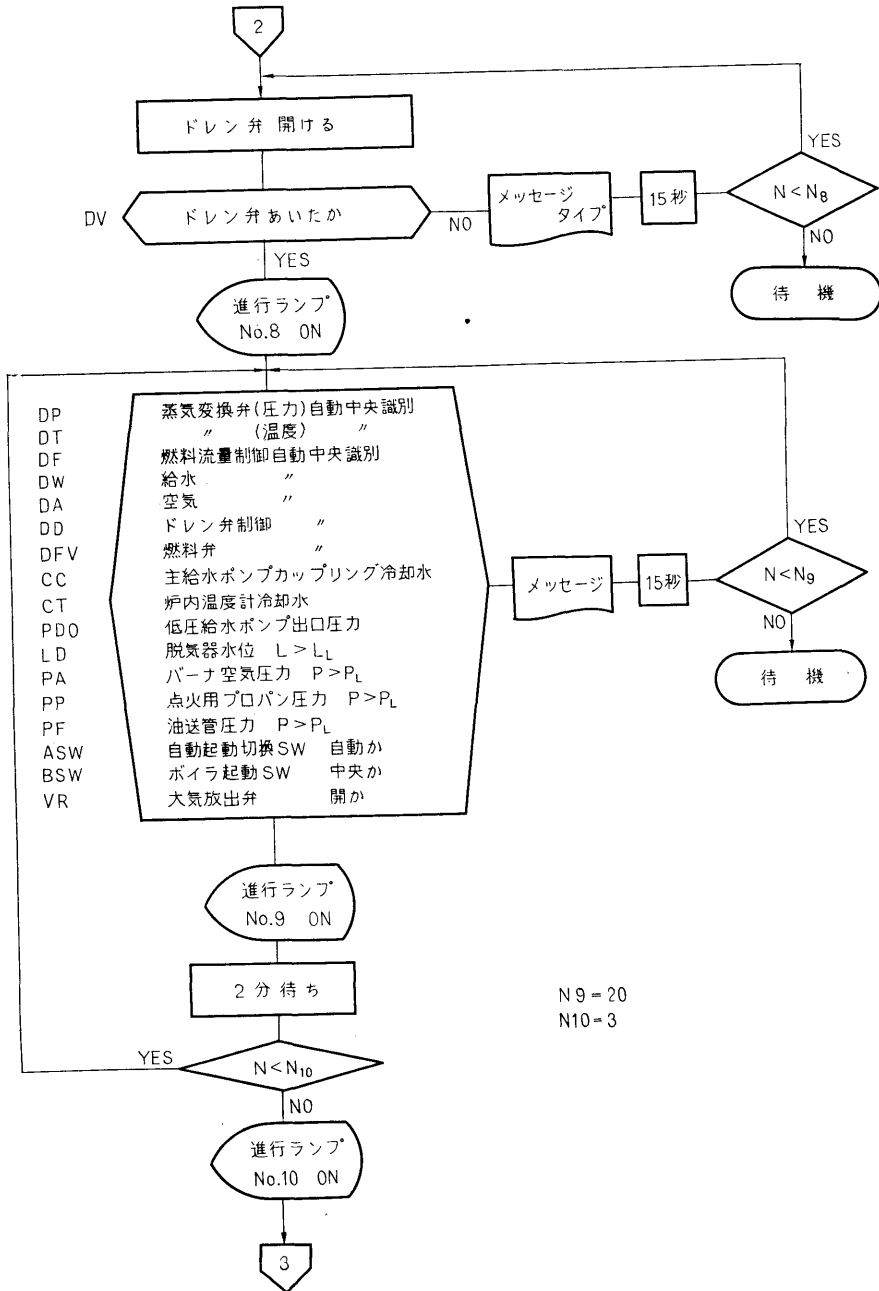 2
ドレン弁開ける
YES
N<N8
DV
ドレン弁あいたか
NO
メッセージ
タイプ
15秒
NO
YES
待機
進行ランプ
No.8 ON
DP 蒸気変換弁(圧力)自動中央識別
DT 〃 (温度) 〃
DF 燃料流量制御自動中央識別
DW 給水 〃
DA 空気 〃
DD ドレン弁制御 〃
DFV 燃料弁 〃
CC 主給水ポンプカップリング冷却水
CT 炉内温度計冷却水
PDO 低圧給水ポンプ出口圧力
LD 脱気器水位 L>LL
PA バーナ空気圧力 P>PL
PP 点火用プロパン圧力 P>PL
PF 油送管圧力 P>PL
ASW 自動起動切換SW 自動か
BSW ボイラ起動SW 中央か
VR 大気放出弁 開か
YES
メッセージ
15秒
N<N9
NO
待機
進行ランプ
No.9 ON
2分待ち
N9=20
N10=3
YES
N<N10
NO
進行ランプ
No.10 ON
3